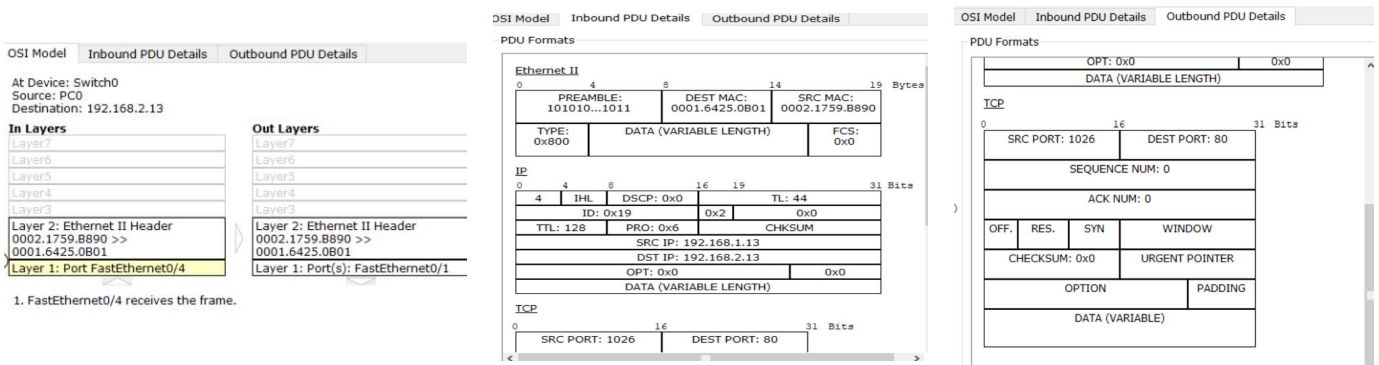 OSI Model Inbound PDU Details Outbound PDU Details
At Device: Switch0
Source: PC0
Destination: 192.168.2.13
In Layers Out Layers
Layer7 Layer7
Layer6 Layer6
Layer5 Layer5
Layer4 Layer4
Layer3 Layer3
Layer 2: Ethernet II Header Layer 2: Ethernet II Header
0002.1759.B890 >> 0002.1759.B890 >>
0001.6425.0B01 0001.6425.0B01
Layer 1: Port FastEthernet0/4 Layer 1: Port(s): FastEthernet0/1
1. FastEthernet0/4 receives the frame.
OSI Model Inbound PDU Details Outbound PDU Details
PDU Formats
Ethernet II
0 4 8 14 19 Bytes
PREAMBLE: DEST MAC: SRC MAC:
101010...1011 0001.6425.0B01 0002.1759.B890
TYPE: DATA (VARIABLE LENGTH) FCS:
0x800 0x0
IP
0 4 8 16 19 31 Bits
4 IHL DSCP: 0x0 TL: 44
ID: 0x19 0x2 0x0
TTL: 128 PRO: 0x6 CHKSUM
SRC IP: 192.168.1.13
DST IP: 192.168.2.13
OPT: 0x0 0x0
DATA (VARIABLE LENGTH)
TCP
0 16 31 Bits
SRC PORT: 1026 DEST PORT: 80
OSI Model Inbound PDU Details Outbound PDU Details
PDU Formats
OPT: 0x0 0x0
DATA (VARIABLE LENGTH)
TCP
0 16 31 Bits
SRC PORT: 1026 DEST PORT: 80
SEQUENCE NUM: 0
ACK NUM: 0
OFF. RES. SYN WINDOW
CHECKSUM: 0x0 URGENT POINTER
OPTION PADDING
DATA (VARIABLE)